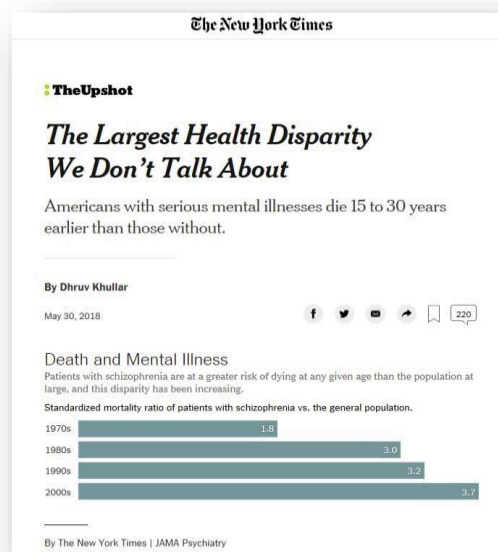 The New York Times
TheUpshot
The Largest Health Disparity
We Don't Talk About
Americans with serious mental illnesses die 15 to 30 years
earlier than those without.
By Dhruv Khullar
May 30, 2018
220
Death and Mental Illness
Patients with schizophrenia are at a greater risk of dying at any given age than the population at
large, and this disparity has been increasing.
Standardized mortality ratio of patients with schizophrenia vs. the general population.
1970s 1.8
1980s 3.0
1990s 3.2
2000s 3.7
By The New York Times | JAMA Psychiatry